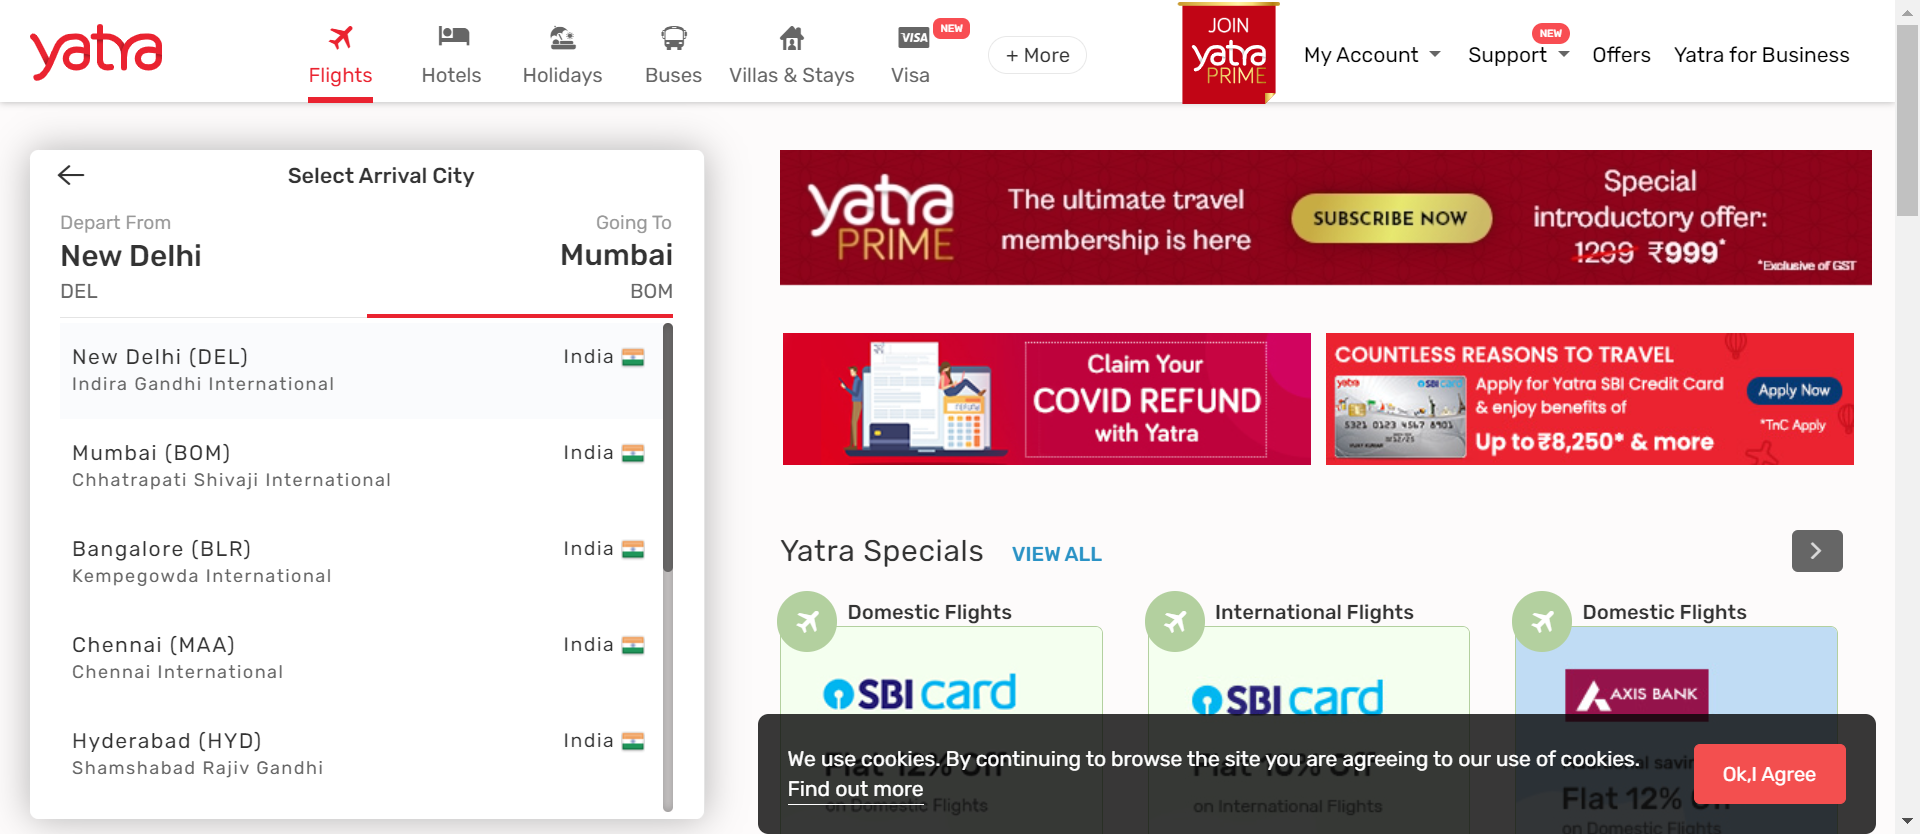 yatra
Flights
Hotels
Holidays
Buses
Villas & Stays
VISA
NEW
Visa
+ More
JOIN
yatra
PRIME
My Account
NEW
Support
Offers
Yatra for Business
Select Arrival City
Depart From
Going To
New Delhi
Mumbai
DEL
BOM
New Delhi (DEL)
India
Indira Gandhi International
Mumbai (BOM)
India
Chhatrapati Shivaji International
Bangalore (BLR)
India
Kempegowda International
Chennai (MAA)
India
Chennai International
Hyderabad (HYD)
India
Shamshabad Rajiv Gandhi
yatra
PRIME
The ultimate travel
membership is here
SUBSCRIBE NOW
Special
introductory offer:
1299 ₹999*
*Exclusive of GST
refund
Claim Your
COVID REFUND
with Yatra
COUNTLESS REASONS TO TRAVEL
yatra
SBI card
5321 0123 4567 8901
Apply for Yatra SBI Credit Card
& enjoy benefits of
Up to ₹8,250* & more
Apply Now
*TnC Apply
Yatra Specials
VIEW ALL
Domestic Flights
SBI card
Flat 12% Off
on Domestic Flights
International Flights
SBI card
Flat 10% Off
on International Flights
Domestic Flights
AXIS BANK
Flat 12% Off
on Domestic Flights
We use cookies. By continuing to browse the site you are agreeing to our use of cookies.
Find out more
Ok,I Agree